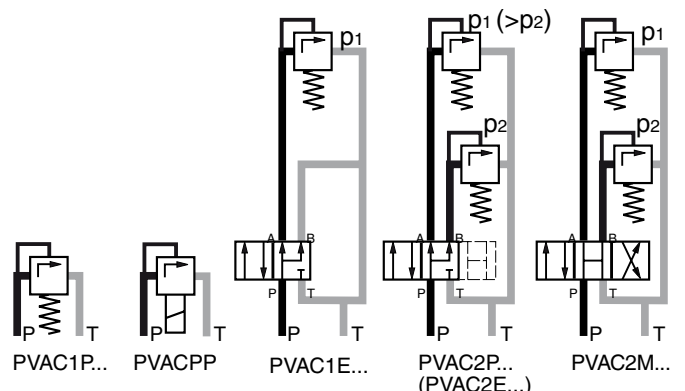 p1
p1 (>p2)
p1
p2
p2
A B
A B
A B
P T
P T
P T
P T
P T
P T
P T
P T
PVAC1P...
PVACPP
PVAC1E...
PVAC2P...
(PVAC2E...)
PVAC2M...